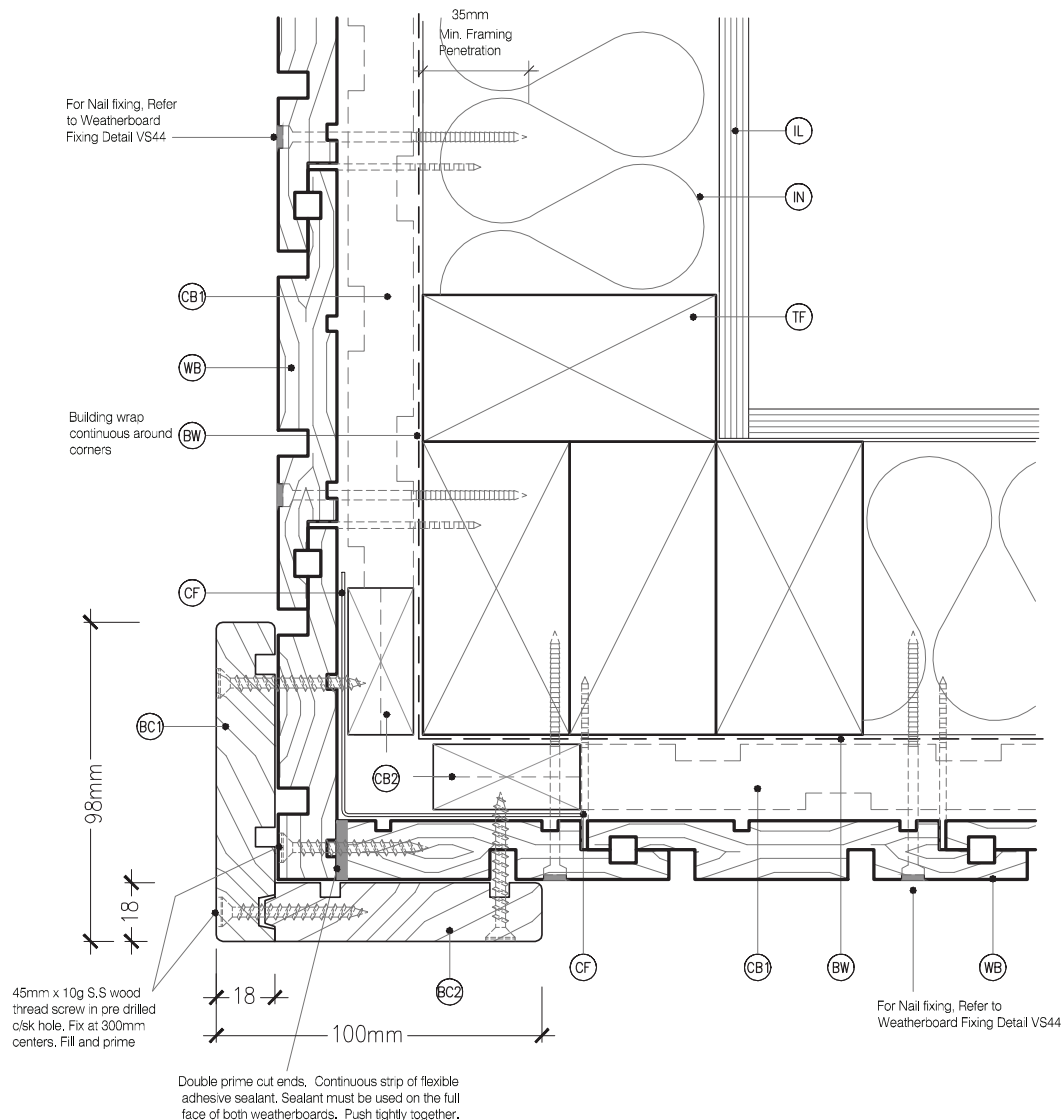 35mm
Min. Framing
Penetration
For Nail fixing, Refer
to Weatherboard
Fixing Detail VS44
IL
IN
CB1
TF
WB
Building wrap
continuous around
corners
BW
CF
BC1
CB2
CB2
98mm
18
CB1
BW
WB
CF
BC2
18
100mm
45mm x 10g S.S wood
thread screw in pre drilled
c/sk hole. Fix at 300mm
centers. Fill and prime
For Nail fixing, Refer to
Weatherboard Fixing Detail VS44
Double prime cut ends. Continuous strip of flexible
adhesive sealant. Sealant must be used on the full
face of both weatherboards. Push tightly together.